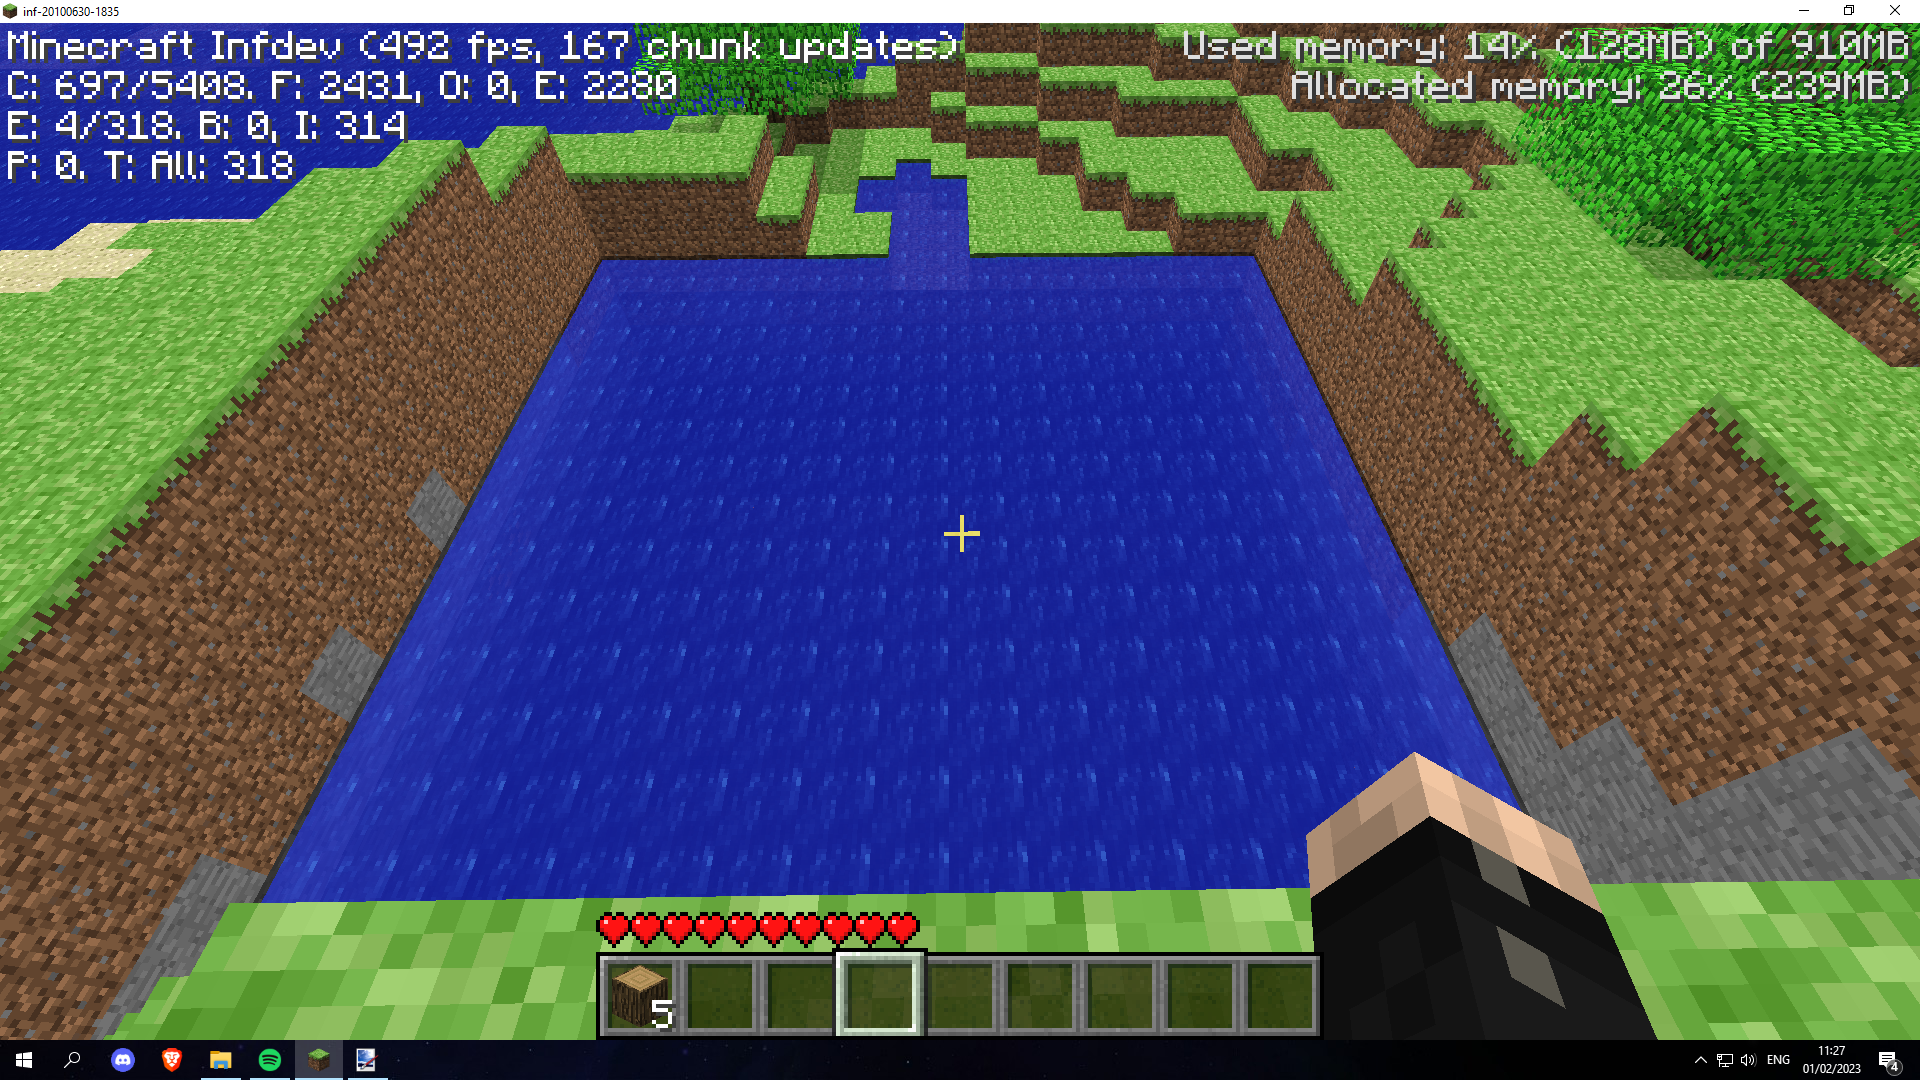 inf-20100630-1835
Minecraft Infdev (492 fps, 167 chunk updates)
Used memory: 14% (128MB) of 910MB
C: 697/5408. F: 2431, O: 0, E: 2280
Allocated memory: 26% (239MB)
E: 4/318. B: 0, I: 314
P: 0. T: All: 318
5
ENG
11:27
01/02/2023
4